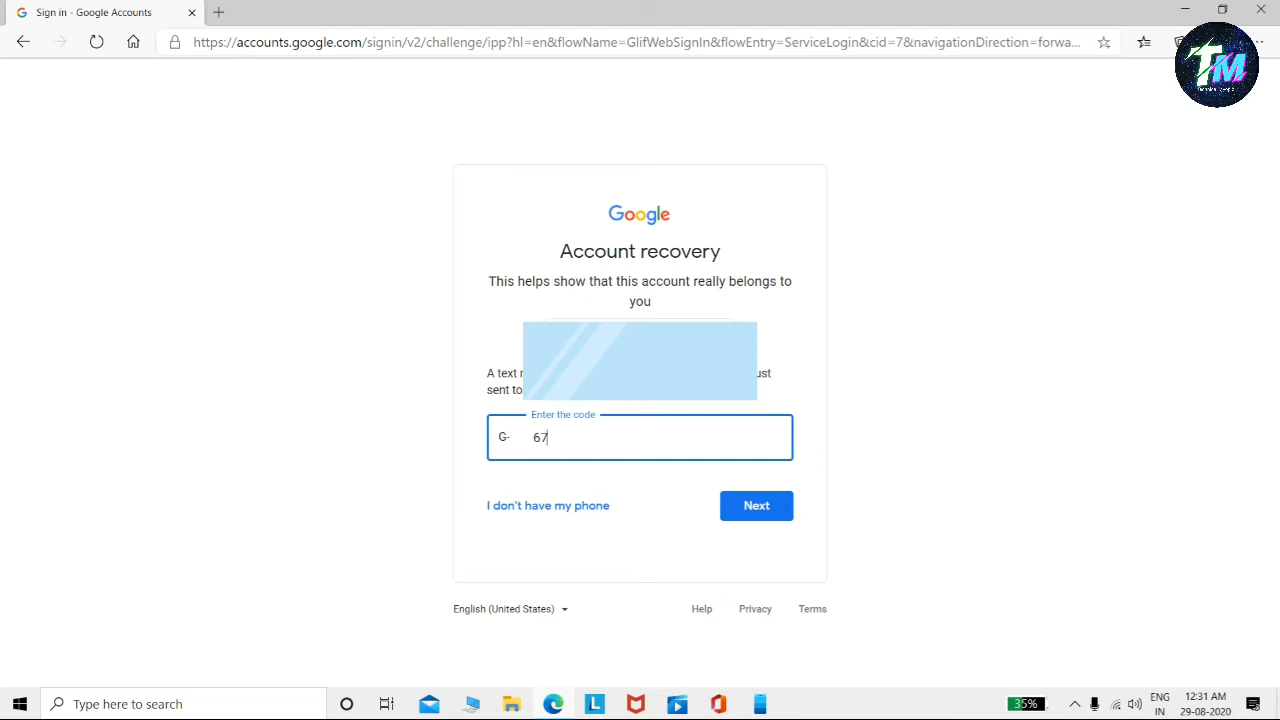 Sign in - Google Accounts
https://accounts.google.com/signin/v2/challenge/ipp?hl=en&flowName=GlifWebSignIn&flowEntry=ServiceLogin&cid=7&navigationDirection=forwa...
TM
Google
Account recovery
This helps show that this account really belongs to
you
A text
sent to
Enter the code
G- 67
I don't have my phone
Next
English (United States)
Help Privacy Terms
Type here to search
L
35%
ENG
IN
12:31 AM
29-08-2020